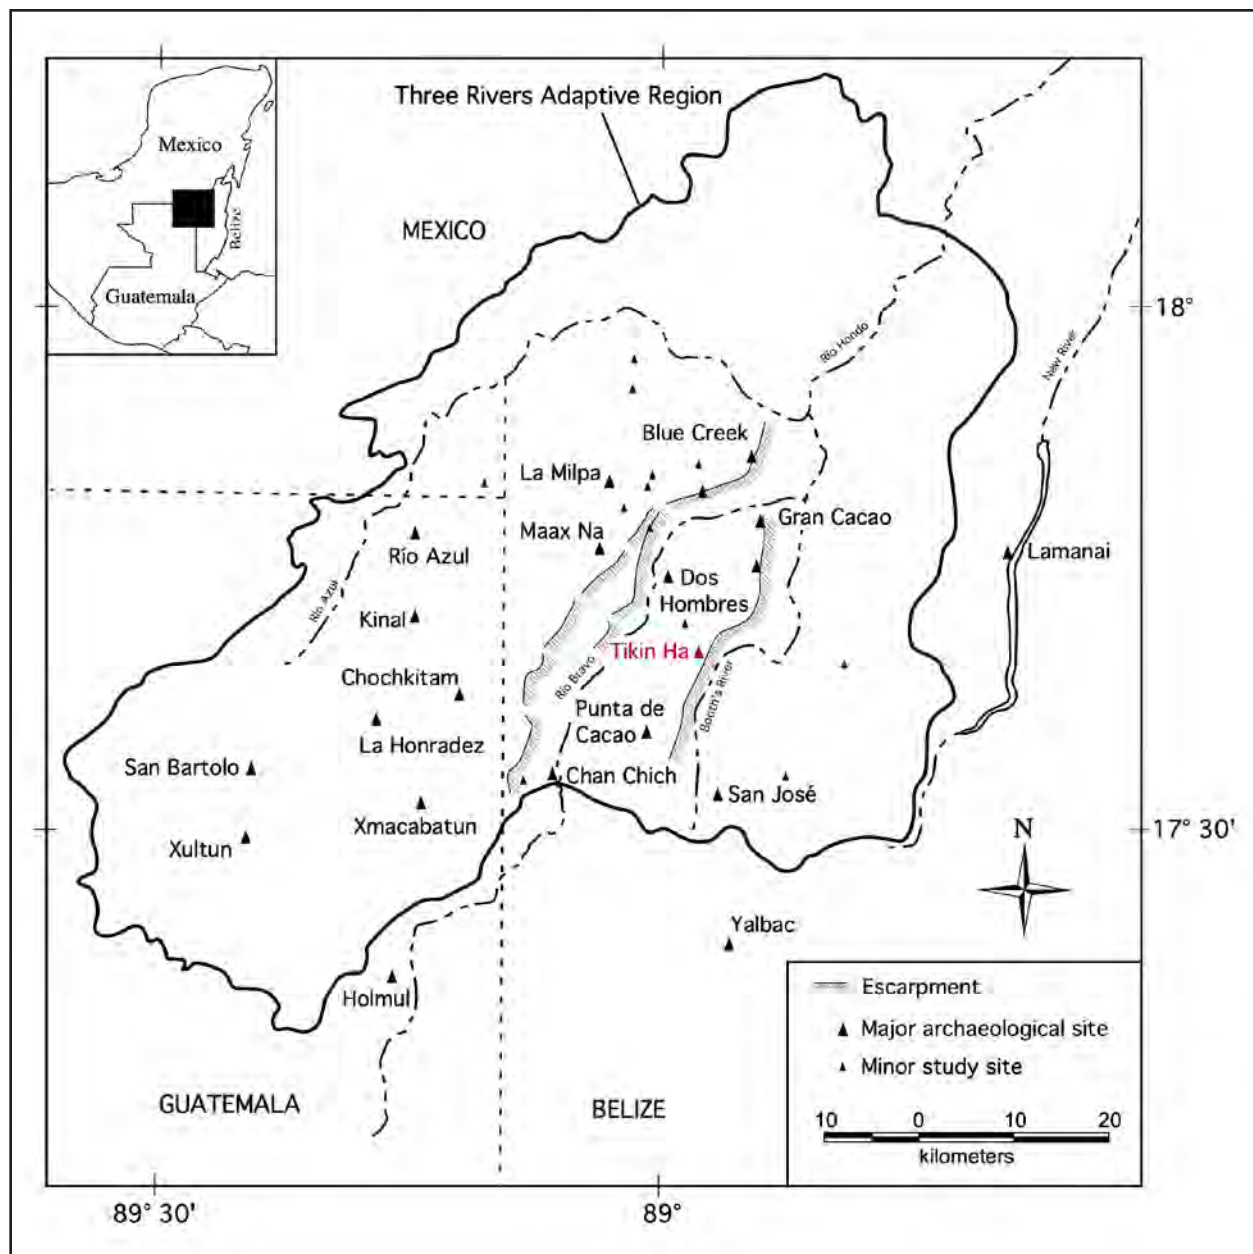 Three Rivers Adaptive Region
Mexico
Belize
Guatemala
MEXICO
18°
Río Hondo
New River
Blue Creek
La Milpa
Gran Cacao
Maax Na
Lamanai
Río Azul
Dos
Hombres
Río Azul
Kinal
Tikin Ha
Río Bravo
Booth's River
Chochkitam
Punta de
Cacao
La Honradez
San Bartolo
Chan Chich
San José
Xmacabatun
17° 30'
N
Xultun
Yalbac
Holmul
Escarpment
Major archaeological site
Minor study site
GUATEMALA
BELIZE
10 0 10 20
kilometers
89° 30'
89°